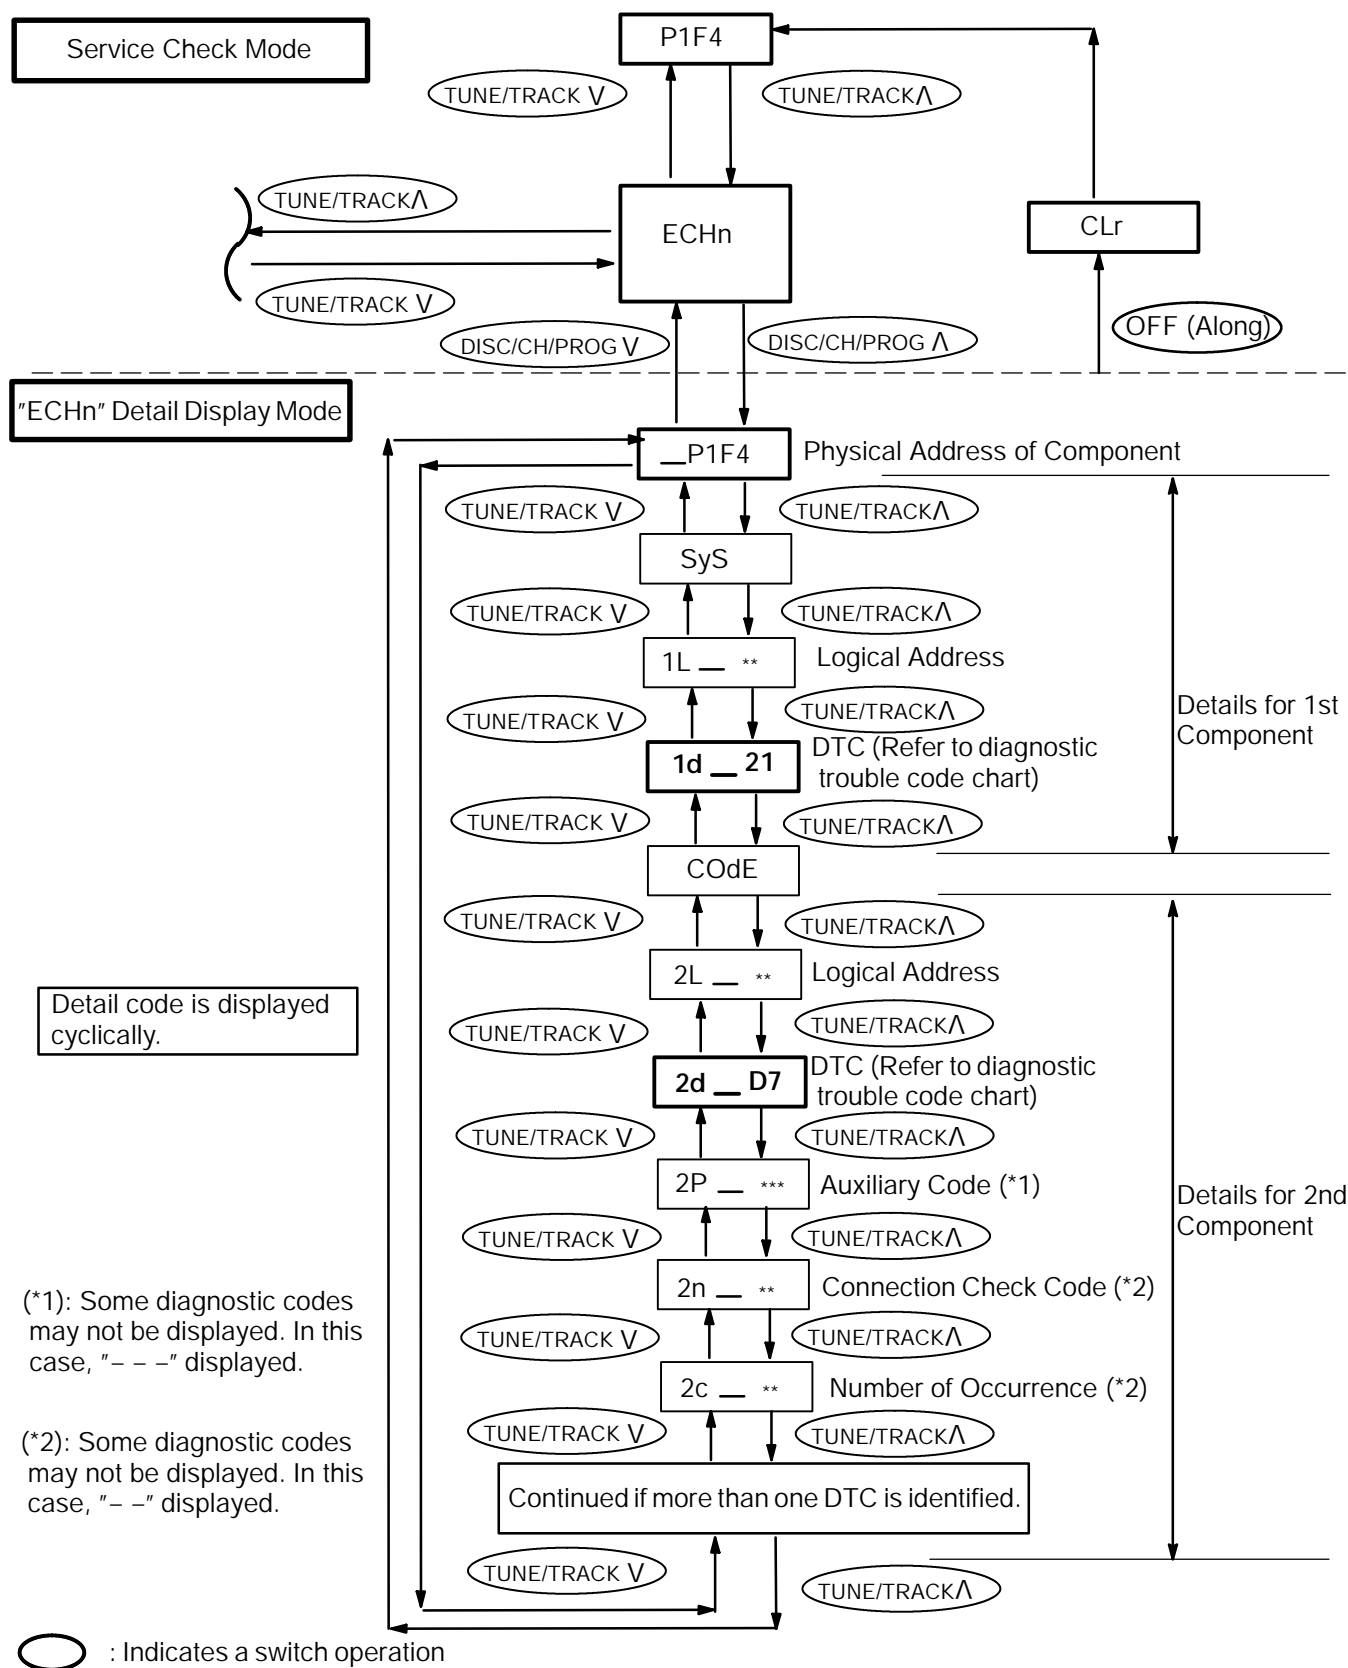 Service Check Mode
P1F4
TUNE/TRACK V
TUNE/TRACK Λ
TUNE/TRACK Λ
ECHn
CLr
TUNE/TRACK V
DISC/CH/PROG V
DISC/CH/PROG Λ
OFF (Along)
"ECHn" Detail Display Mode
_P1F4
Physical Address of Component
TUNE/TRACK V
TUNE/TRACK Λ
SyS
TUNE/TRACK V
TUNE/TRACK Λ
1L _ **
Logical Address
TUNE/TRACK V
TUNE/TRACK Λ
Details for 1st
Component
1d _ 21
DTC (Refer to diagnostic
trouble code chart)
TUNE/TRACK V
TUNE/TRACK Λ
COdE
TUNE/TRACK V
TUNE/TRACK Λ
2L _ **
Logical Address
Detail code is displayed
cyclically.
TUNE/TRACK V
TUNE/TRACK Λ
2d _ D7
DTC (Refer to diagnostic
trouble code chart)
TUNE/TRACK V
TUNE/TRACK Λ
2P _ ***
Auxiliary Code (*1)
Details for 2nd
Component
TUNE/TRACK V
TUNE/TRACK Λ
2n _ **
Connection Check Code (*2)
(*1): Some diagnostic codes
may not be displayed. In this
case, "– – –" displayed.
TUNE/TRACK V
TUNE/TRACK Λ
2c _ **
Number of Occurrence (*2)
TUNE/TRACK V
TUNE/TRACK Λ
(*2): Some diagnostic codes
may not be displayed. In this
case, "– –" displayed.
Continued if more than one DTC is identified.
TUNE/TRACK V
TUNE/TRACK Λ
: Indicates a switch operation